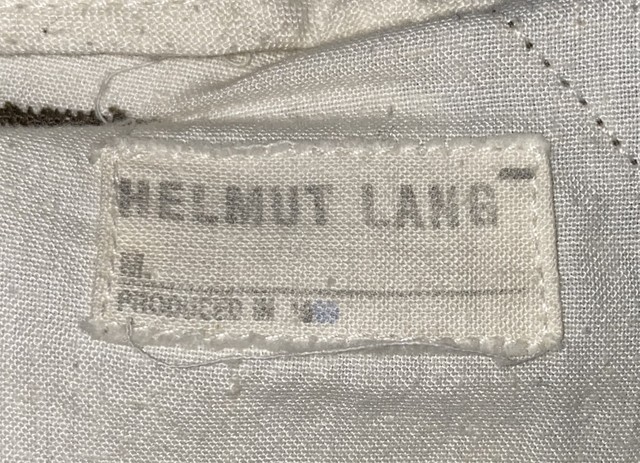 HELMUT LANG
M.
PRODUCED IN